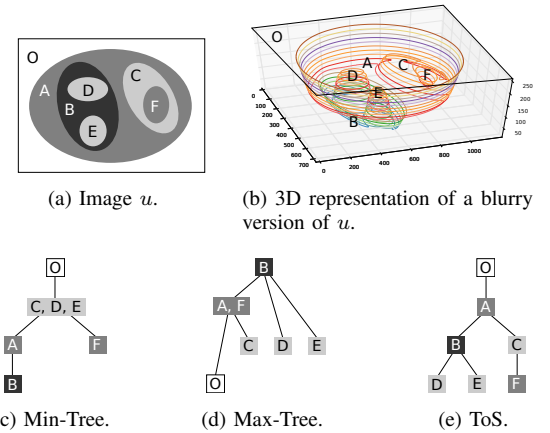 O
A
B
C
D
E
F
O
A
C
D
F
E
B
0
100
200
300
400
500
600
700
0
200
400
600
800
1000
250
200
150
100
50
(a) Image u.
(b) 3D representation of a blurry
version of u.
O
C, D, E
A
F
B
B
A, F
C
D
E
O
O
A
B
C
D
E
F
c) Min-Tree.
(d) Max-Tree.
(e) ToS.